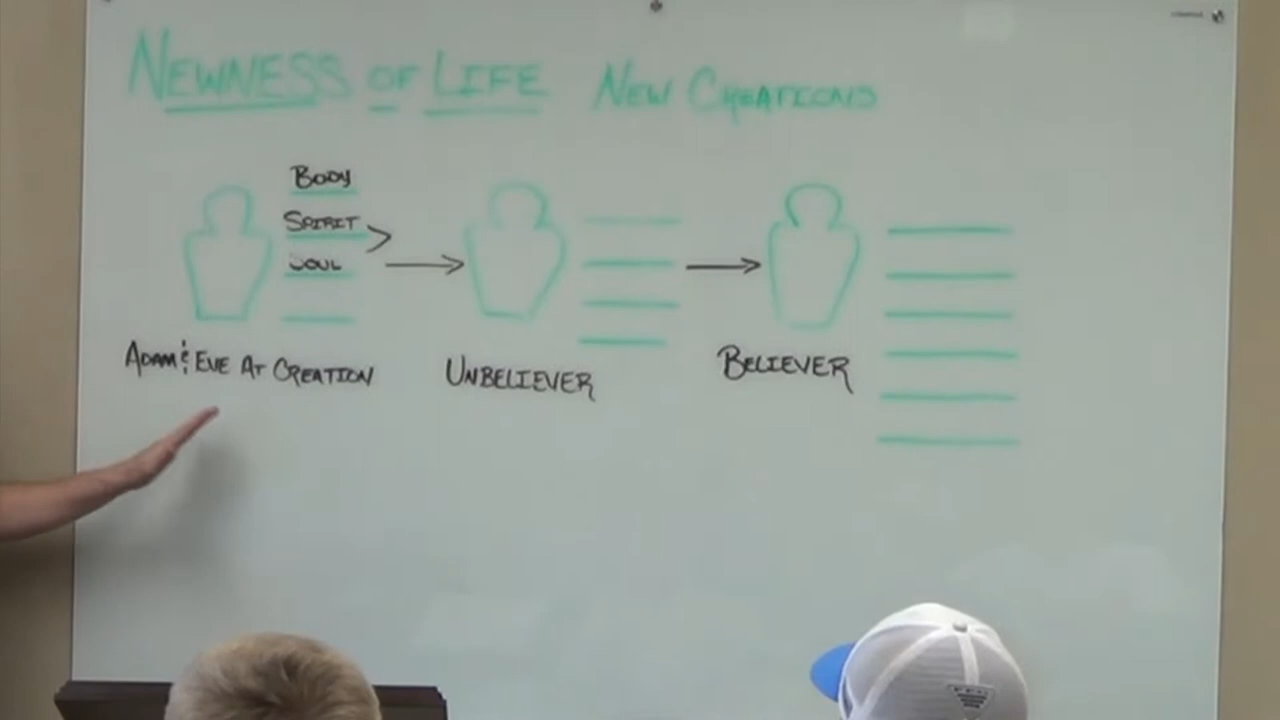 NEWNESS OF LIFE NEW CREATIONS
BODY
SPIRIT
SOUL
ADAM & EVE AT CREATION
UNBELIEVER
BELIEVER